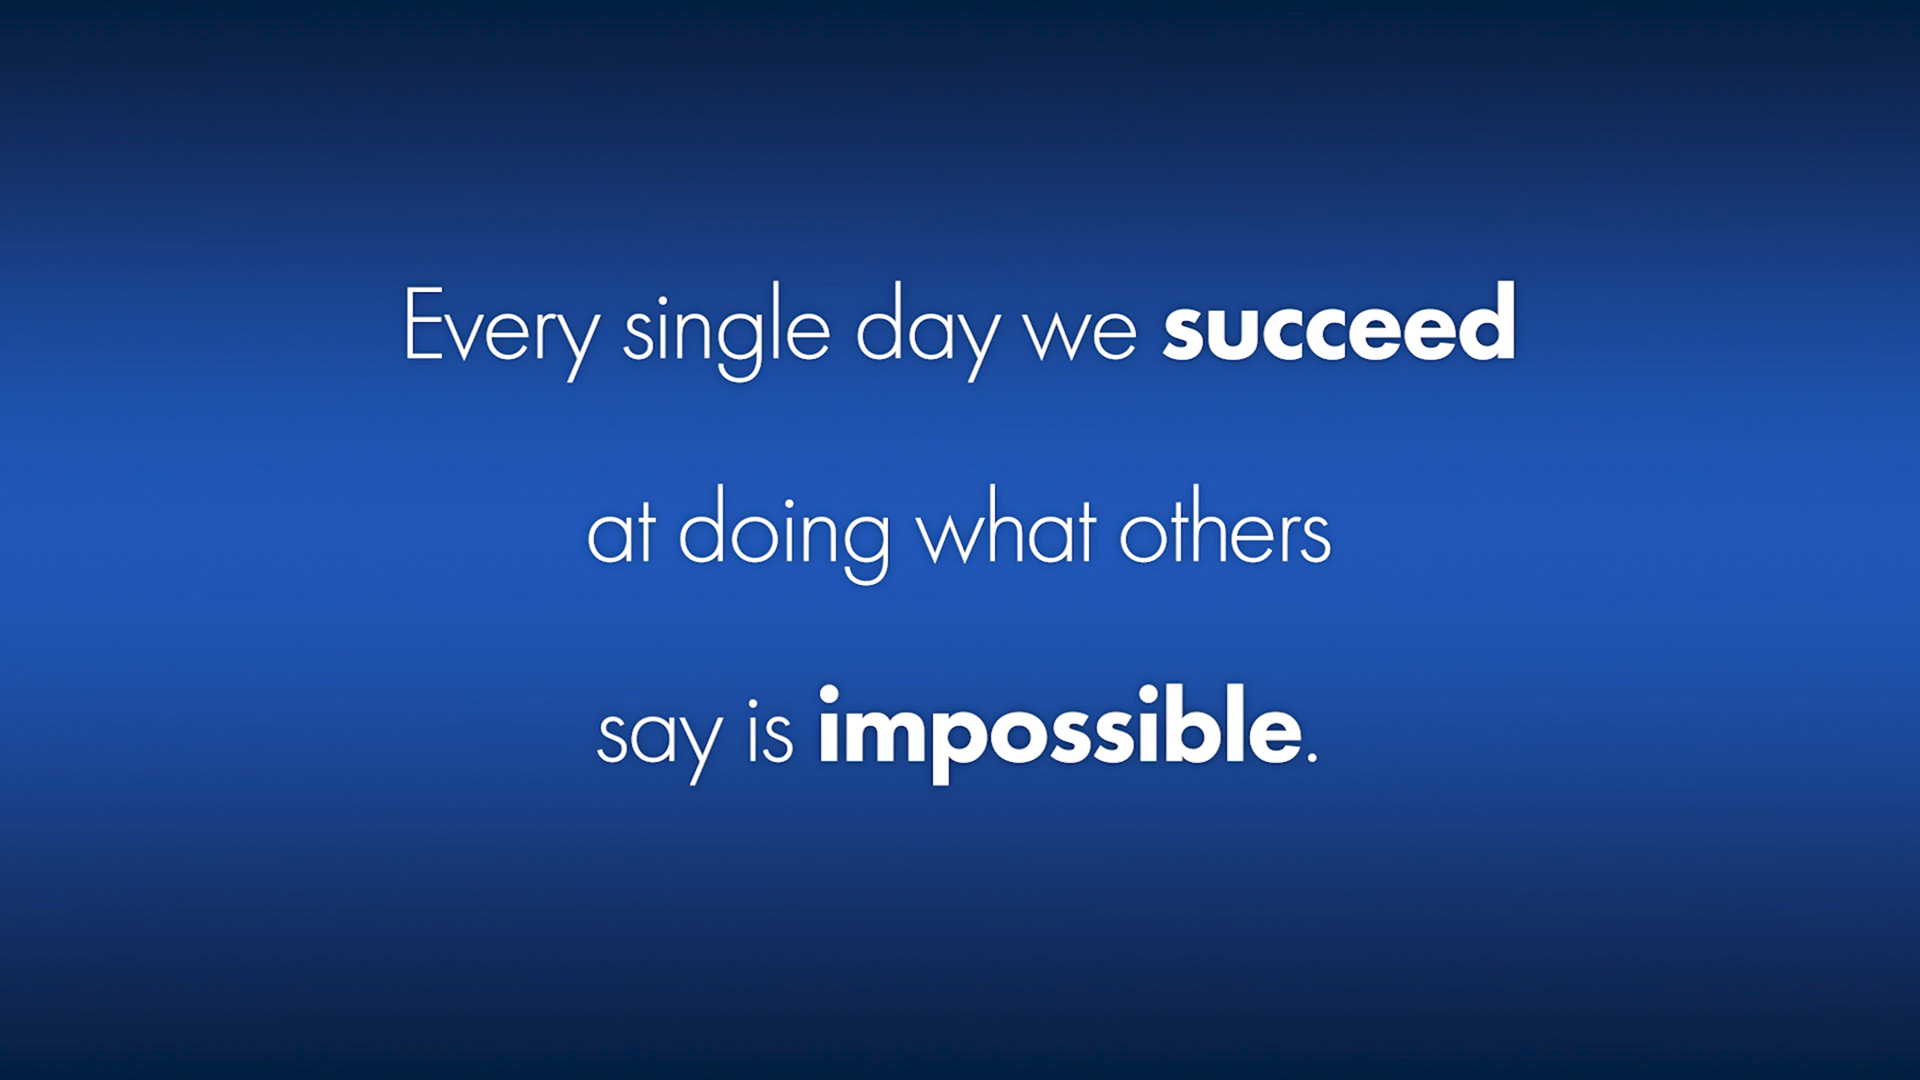 Every single day we succeed
at doing what others
say is impossible.